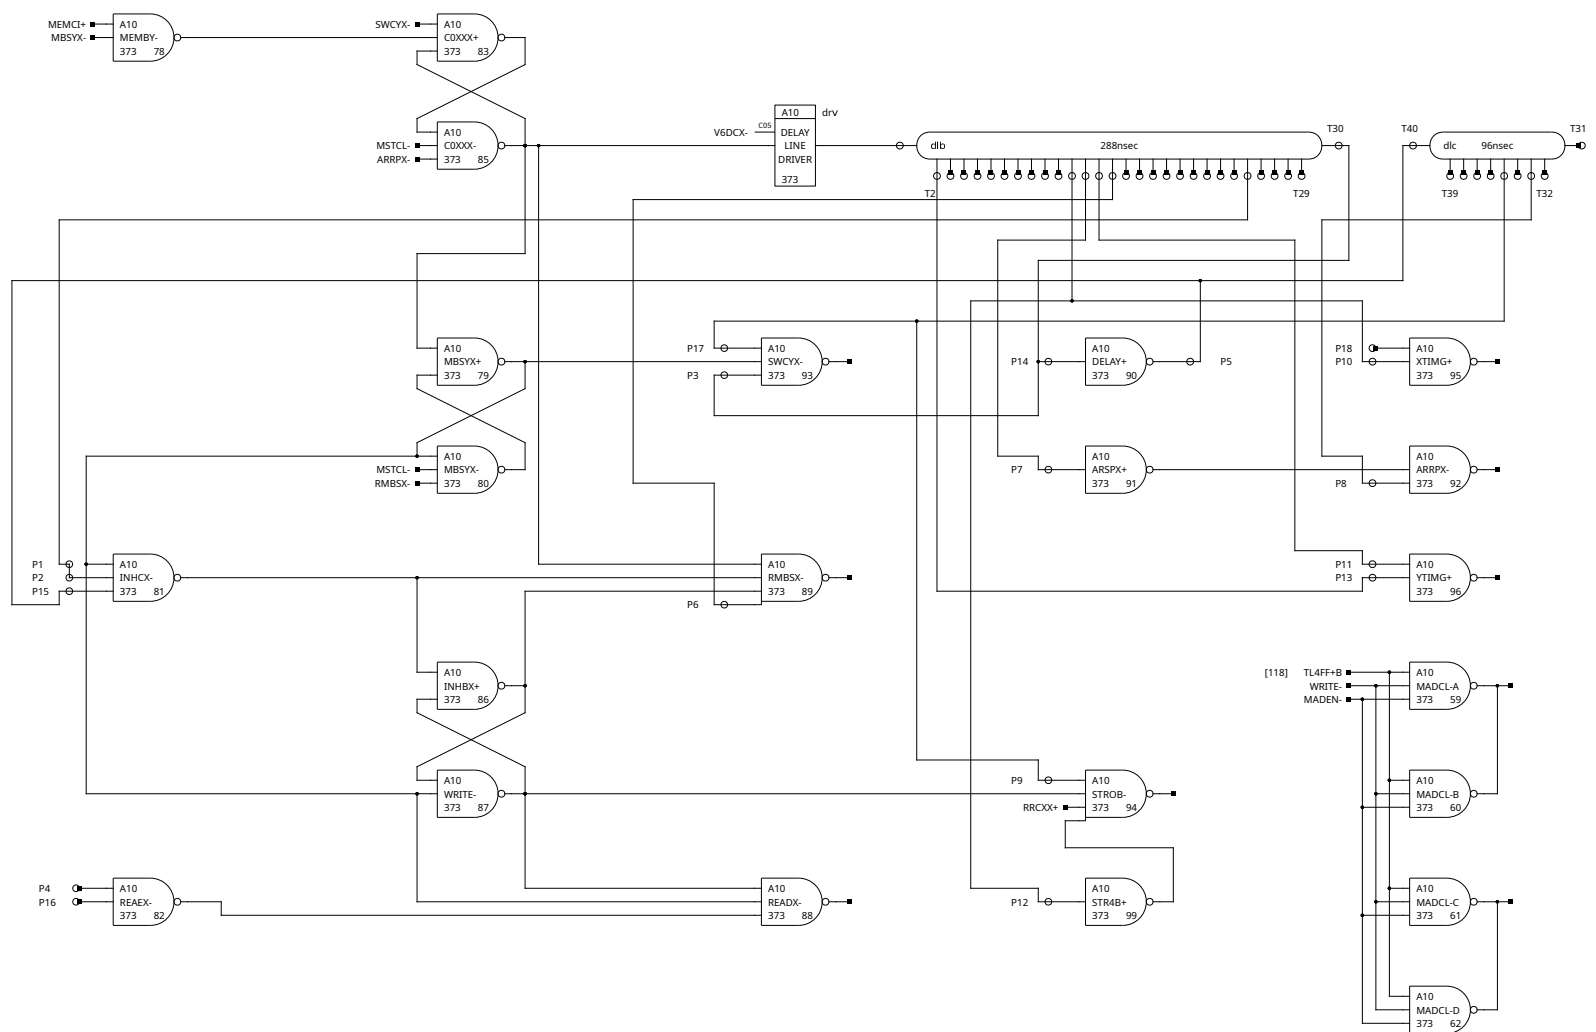 MEMCI+
MBSYX-
A10
MEMBY-
373 78
SWCYX-
A10
C0XXX+
373 83
MSTCL-
ARRPX-
A10
C0XXX-
373 85
V6DCX-
C05
A10
drv
DELAY
LINE
DRIVER
373
dlb
288nsec
T30
T2
T29
T40
dlc
96nsec
T31
T39
T32
A10
MBSYX+
373 79
P17
P3
A10
SWCYX-
373 93
P14
A10
DELAY+
373 90
P5
P18
P10
A10
XTIMG+
373 95
MSTCL-
RMBSX-
A10
MBSYX-
373 80
P7
A10
ARSPX+
373 91
P8
A10
ARRPX-
373 92
P1
P2
P15
A10
INHCX-
373 81
P6
A10
RMBSX-
373 89
P11
P13
A10
YTIMG+
373 96
A10
INHBX+
373 86
[118] TL4FF+B
WRITE-
MADEN-
A10
MADCL-A
373 59
A10
WRITE-
373 87
P9
RRCXX+
A10
STROB-
373 94
A10
MADCL-B
373 60
P4
P16
A10
REAEX-
373 82
A10
READX-
373 88
P12
A10
STR4B+
373 99
A10
MADCL-C
373 61
A10
MADCL-D
373 62